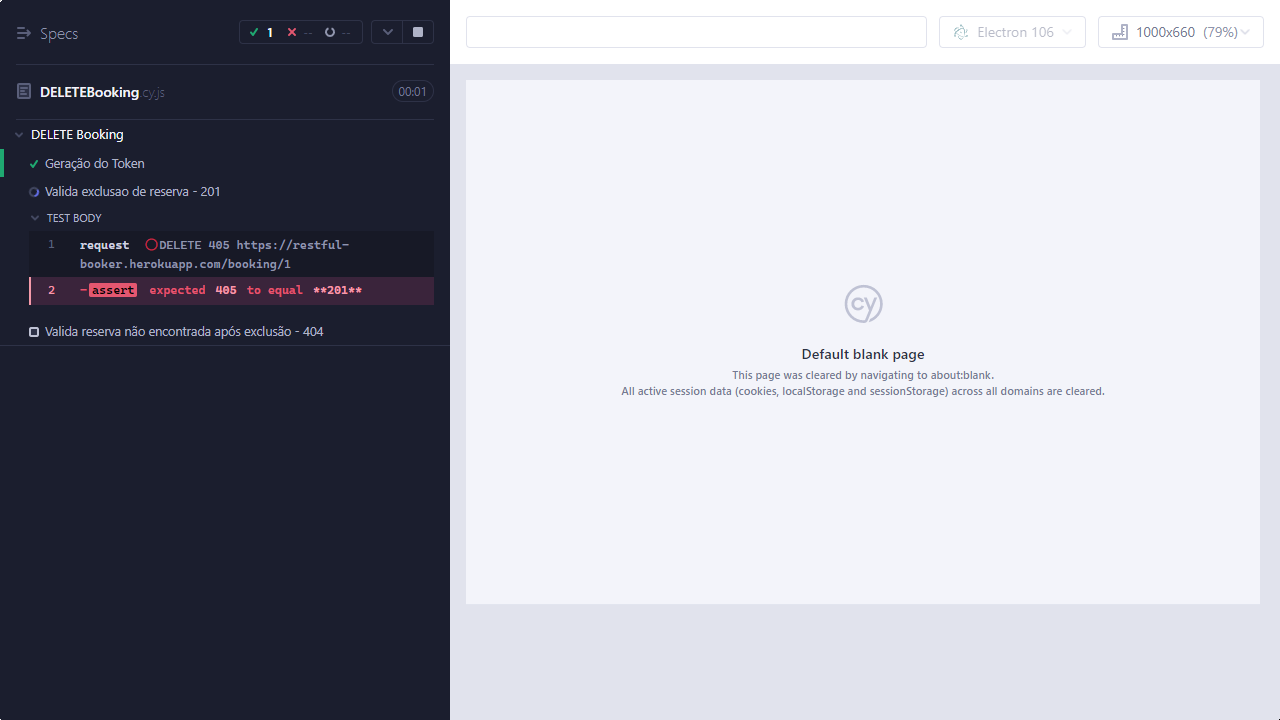 Specs
1
--
--
DELETEBooking.cy.js
00:01
DELETE Booking
Geração do Token
Valida exclusao de reserva - 201
TEST BODY
1 request DELETE 405 https://restful-
booker.herokuapp.com/booking/1
2 -assert expected 405 to equal **201**
Valida reserva não encontrada após exclusão - 404
Electron 106
1000x660 (79%)
cy
Default blank page
This page was cleared by navigating to about:blank.
All active session data (cookies, localStorage and sessionStorage) across all domains are cleared.